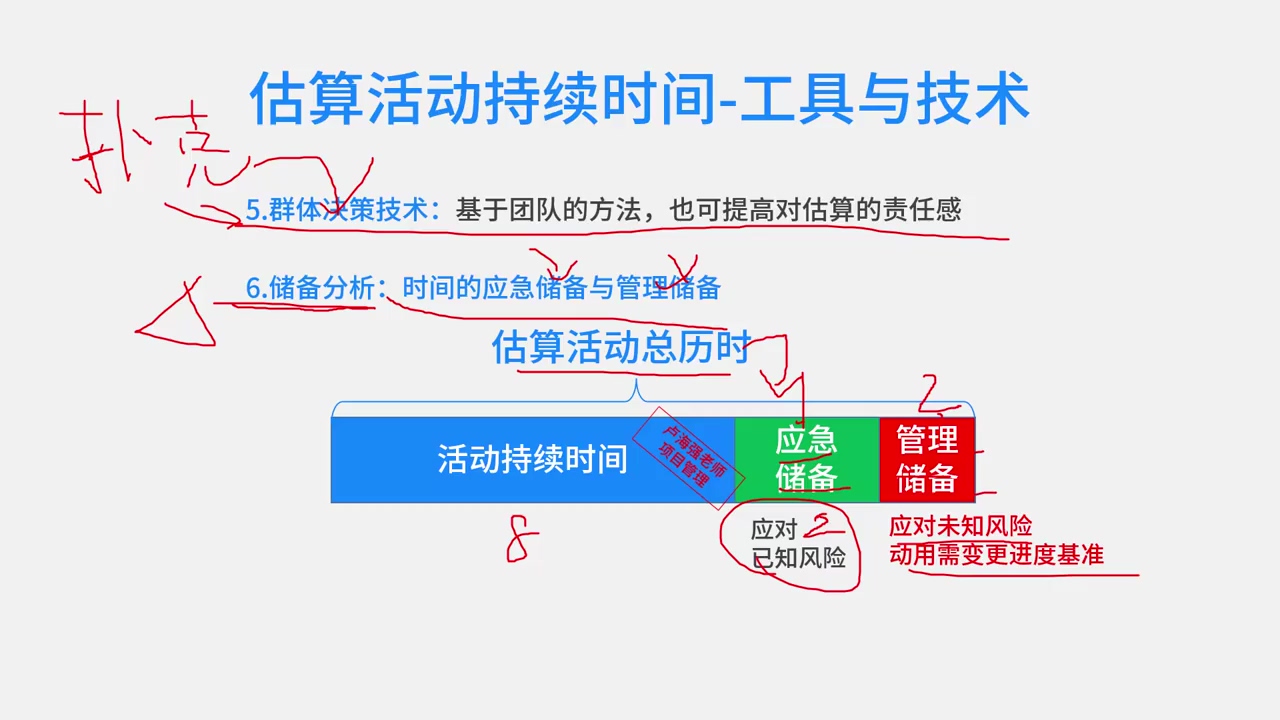 估算活动持续时间-工具与技术
扑克
5.群体决策技术：基于团队的方法，也可提高对估算的责任感
6.储备分析：时间的应急储备与管理储备
估算活动总历时
2
活动持续时间
卢海强老师
项目管理
应急
储备
管理
储备
8
应对
已知风险
2
应对未知风险
动用需变更进度基准